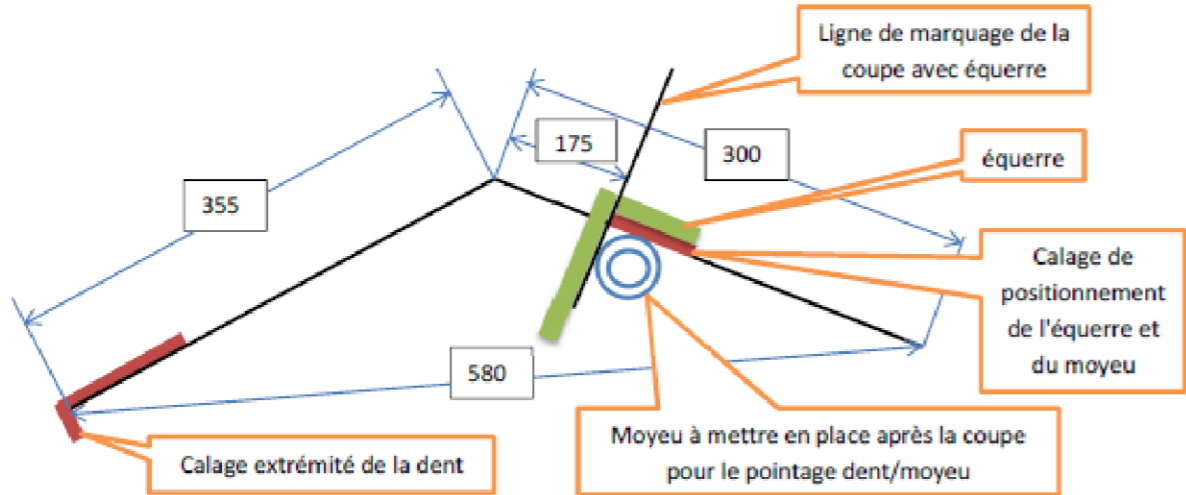 Ligne de marquage de la
coupe avec équerre
175
300
équerre
355
Calage de
positionnement
de l'équerre et
du moyeu
580
Moyeu à mettre en place après la coupe
pour le pointage dent/moyeu
Calage extrémité de la dent